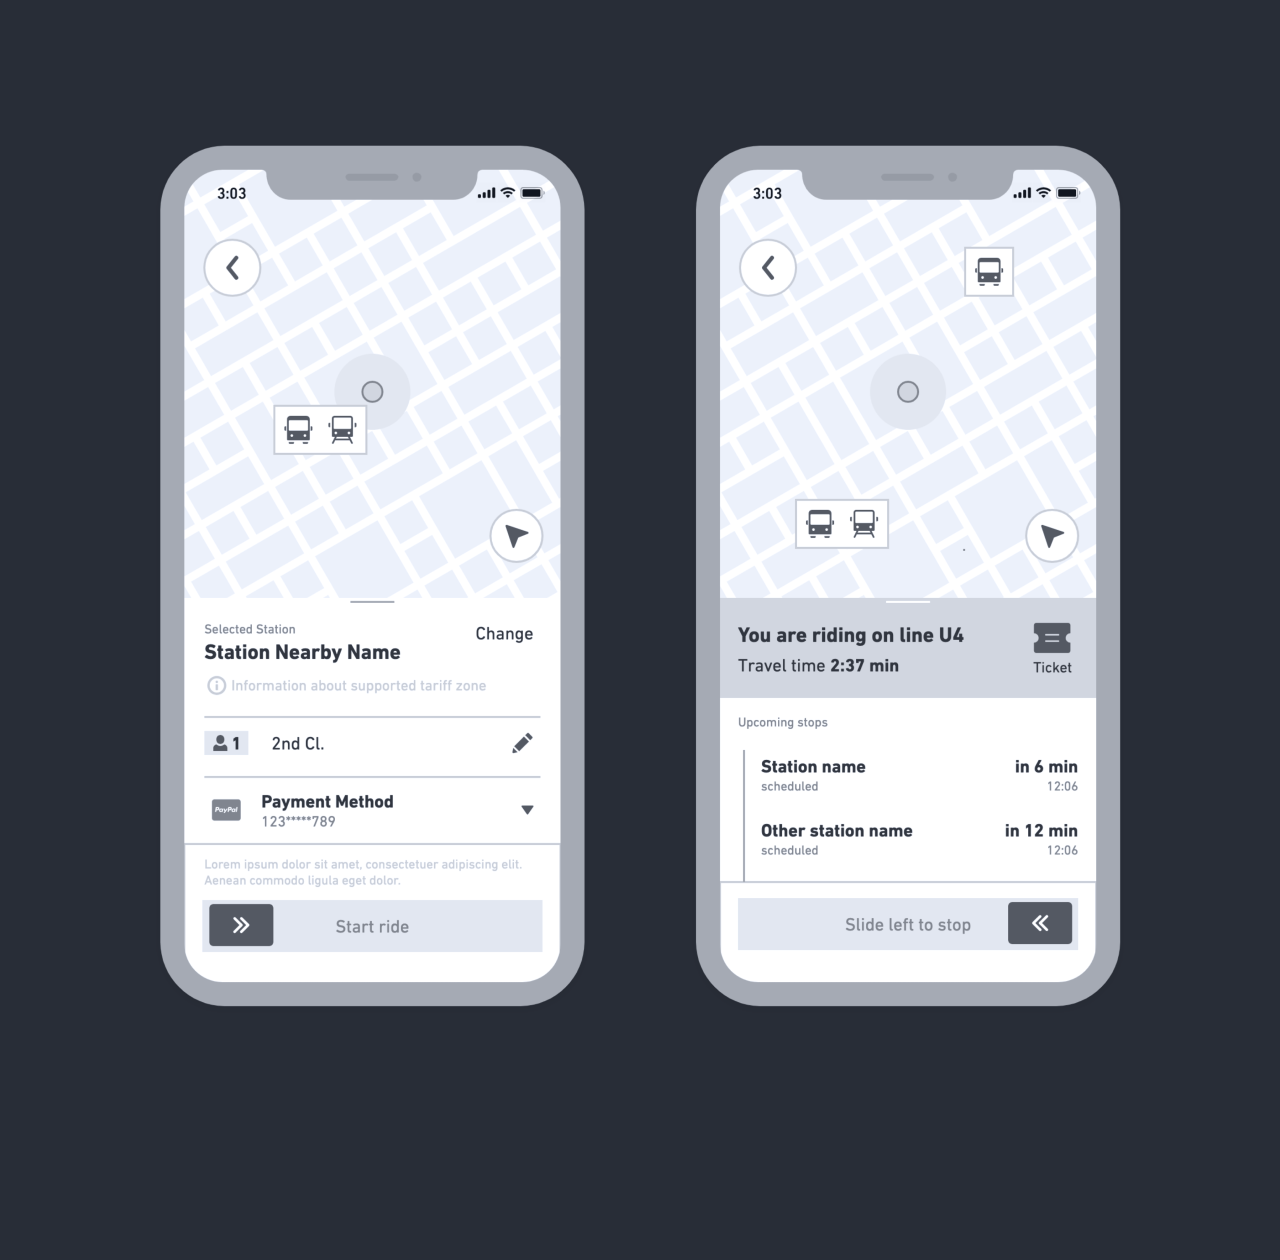 3:03
Selected Station
Change
Station Nearby Name
Information about supported tariff zone
1
2nd Cl.
PayPal
Payment Method
123*****789
Lorem ipsum dolor sit amet, consectetuer adipiscing elit.
Aenean commodo ligula eget dolor.
Start ride
3:03
You are riding on line U4
Travel time 2:37 min
Ticket
Upcoming stops
Station name
in 6 min
scheduled
12:06
Other station name
in 12 min
scheduled
12:06
Slide left to stop